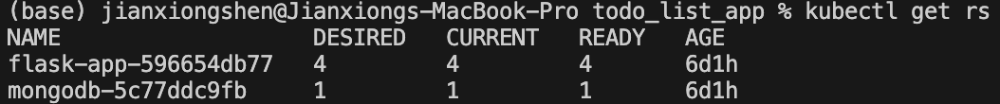 (base) jianxiongshen@Jianxiongs-MacBook-Pro todo_list_app % kubectl get rs
NAME DESIRED CURRENT READY AGE
flask-app-596654db77 4 4 4 6d1h
mongodb-5c77ddc9fb 1 1 1 6d1h